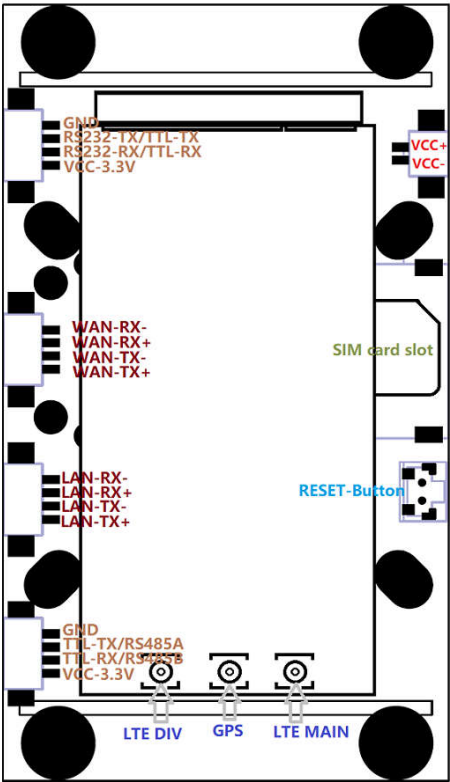 GND
RS232-TX/TTL-TX
RS232-RX/TTL-RX
VCC-3.3V
VCC+
VCC-
WAN-RX-
WAN-RX+
WAN-TX-
WAN-TX+
SIM card slot
LAN-RX-
LAN-RX+
LAN-TX-
LAN-TX+
RESET-Button
GND
TTL-TX/RS485A
TTL-RX/RS485B
VCC-3.3V
LTE DIV
GPS
LTE MAIN